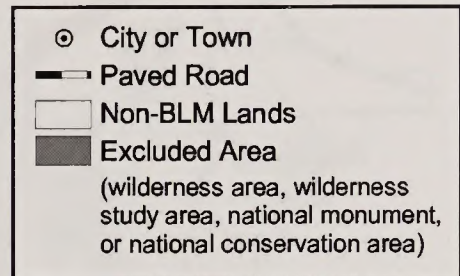 City or Town
Paved Road
Non-BLM Lands
Excluded Area
(wilderness area, wilderness
study area, national monument,
or national conservation area)